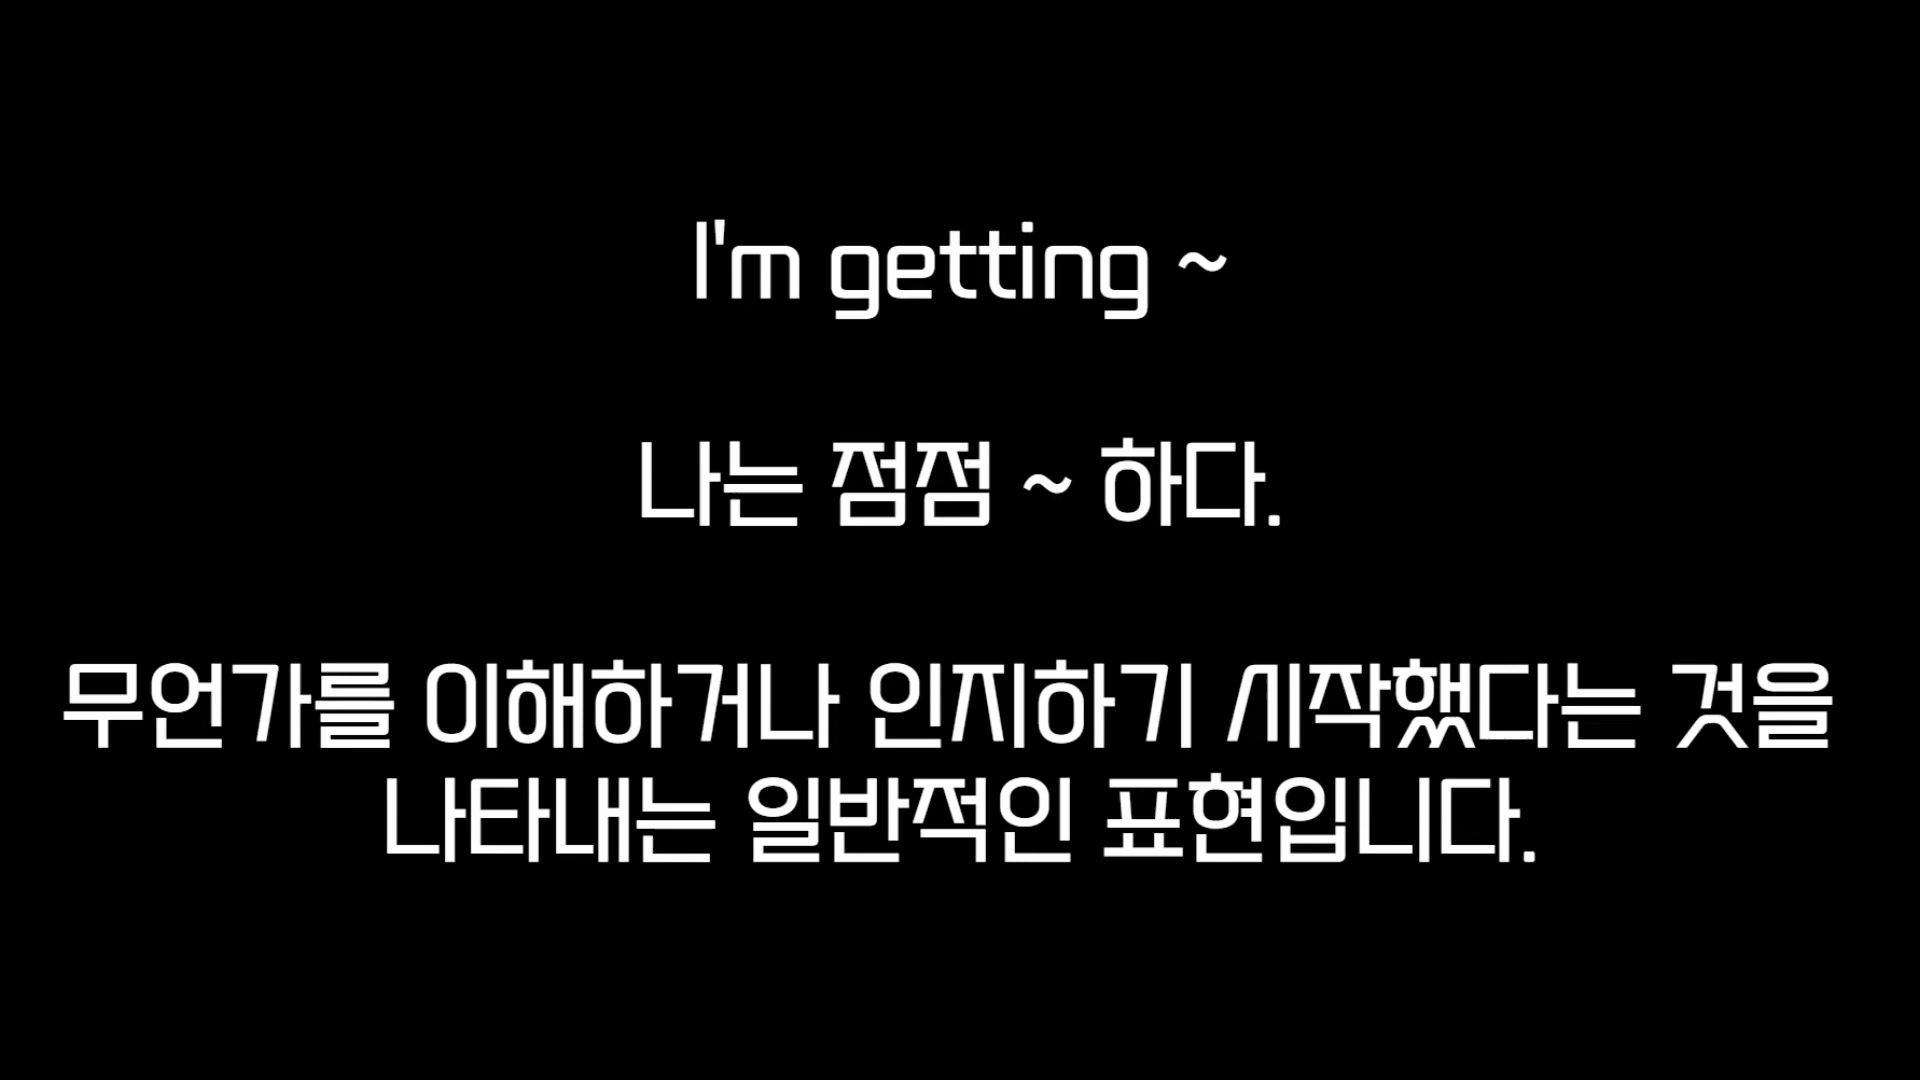 I'm getting ~
나는 점점 ~ 하다.
무언가를 이해하거나 인지하기 시작했다는 것을
나타내는 일반적인 표현입니다.